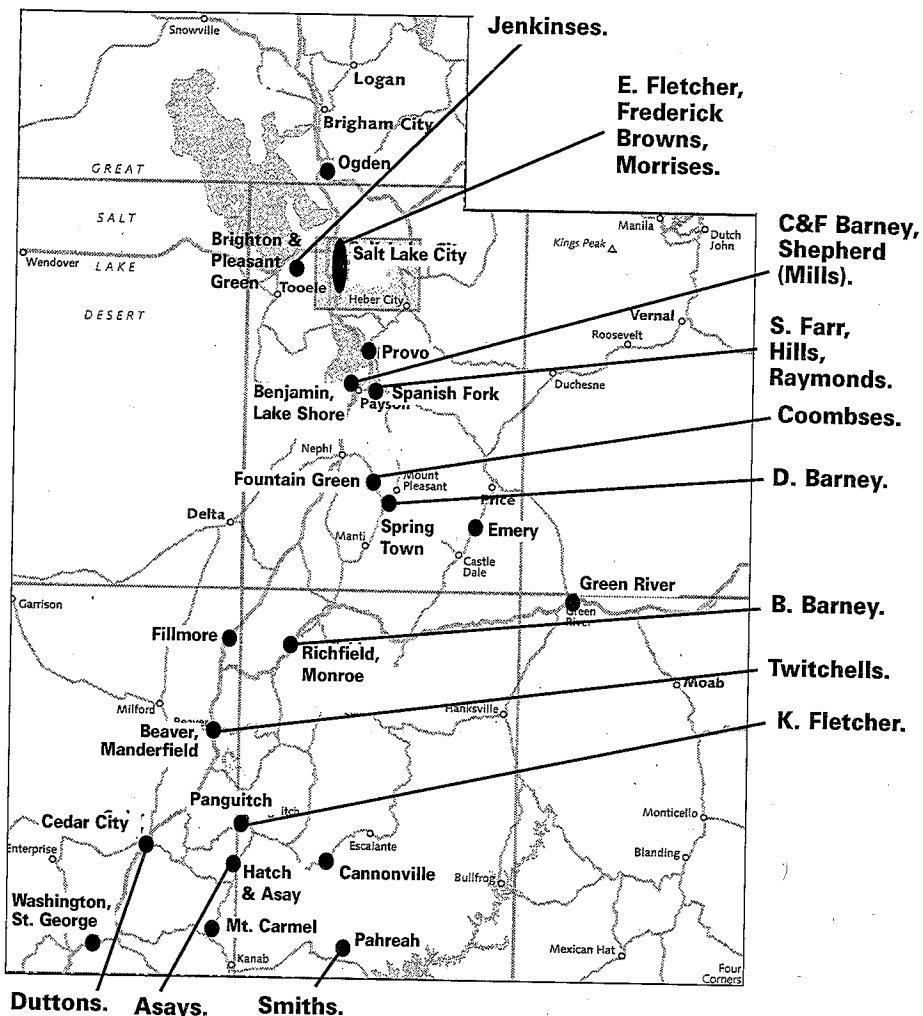 Jenkinses.
Snowville
Logan
E. Fletcher,
Frederick
Browns,
Morrises.
Brigham City
Ogden
GREAT
SALT
LAKE
DESERT
Wendover
Brighton &
Pleasant
Green
Tooele
Salt Lake City
Heber City
Kings Peak
Manila
Dutch
John
C&F Barney,
Shepherd
(Mills).
Vernal
Roosevelt
Duchesne
S. Farr,
Hills,
Raymonds.
Provo
Benjamin,
Lake Shore
Payson
Spanish Fork
Coombses.
Nephi
Fountain Green
Mount
Pleasant
Price
D. Barney.
Delta
Manti
Spring
Town
Emery
Castle
Dale
Green River
Green
River
Garrison
B. Barney.
Fillmore
Richfield,
Monroe
Twitchells.
Moab
Milford
Hanksville
Beaver
Beaver,
Manderfield
K. Fletcher.
Panguitch
itch
Cedar City
Monticello
Enterprise
Escalante
Blanding
Hatch
& Asay
Cannonville
Bullfrog
Washington,
St. George
Mt. Carmel
Pahreah
Mexican Hat
Kanab
Four
Corners
Duttons.
Asays.
Smiths.